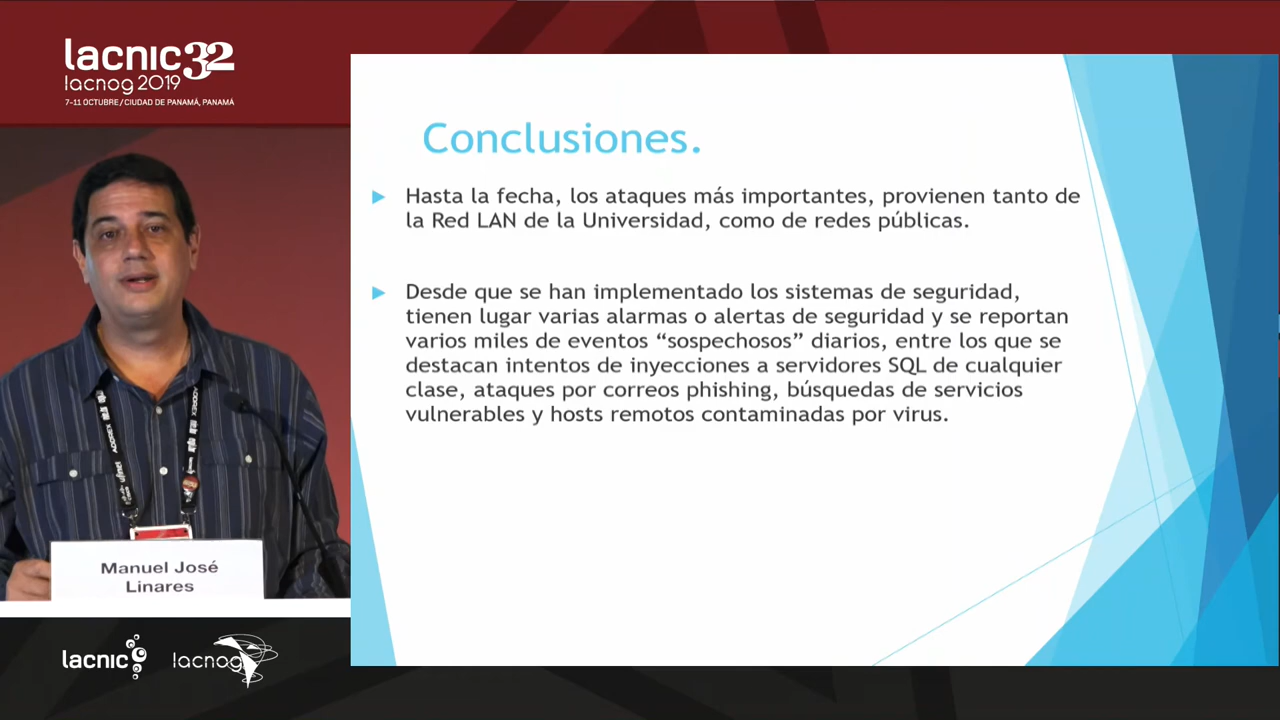 lacnic 32
lacnog 2019
7-11 OCTUBRE / CIUDAD DE PANAMÁ, PANAMÁ
Conclusiones.
Hasta la fecha, los ataques más importantes, provienen tanto de
la Red LAN de la Universidad, como de redes públicas.
Desde que se han implementado los sistemas de seguridad,
tienen lugar varias alarmas o alertas de seguridad y se reportan
varios miles de eventos “sospechosos” diarios, entre los que se
destacan intentos de inyecciones a servidores SQL de cualquier
clase, ataques por correos phishing, búsquedas de servicios
vulnerables y hosts remotos contaminadas por virus.
ufinet
Manuel José
Linares
lacnic
lacnog